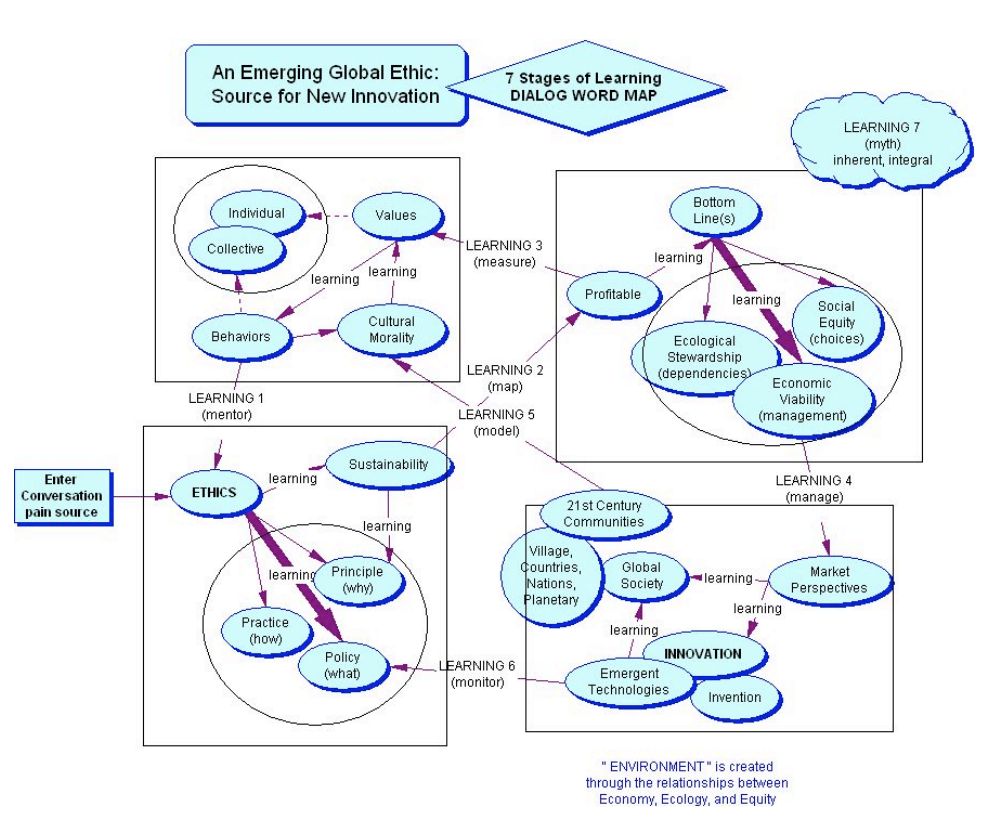 An Emerging Global Ethic:
Source for New Innovation
7 Stages of Learning
DIALOG WORD MAP
LEARNING 7
(myth)
inherent, integral
Individual
Collective
Values
learning
learning
Behaviors
Cultural
Morality
LEARNING 3
(measure)
Bottom
Line(s)
learning
Profitable
learning
Social
Equity
(choices)
Ecological
Stewardship
(dependencies)
Economic
Viability
(management)
LEARNING 1
(mentor)
LEARNING 2
(map)
LEARNING 5
(model)
LEARNING 4
(manage)
Enter
Conversation
pain source
ETHICS
learning
Sustainability
learning
learning
Principle
(why)
Practice
(how)
Policy
(what)
LEARNING 6
(monitor)
21st Century
Communities
Village,
Countries,
Nations,
Planetary
Global
Society
learning
Market
Perspectives
learning
learning
INNOVATION
Emergent
Technologies
Invention
" ENVIRONMENT " is created
through the relationships between
Economy, Ecology, and Equity